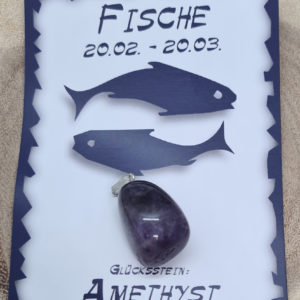 FISCHE
20.02. - 20.03.
GLÜCKSSTEIN:
AMETHYST